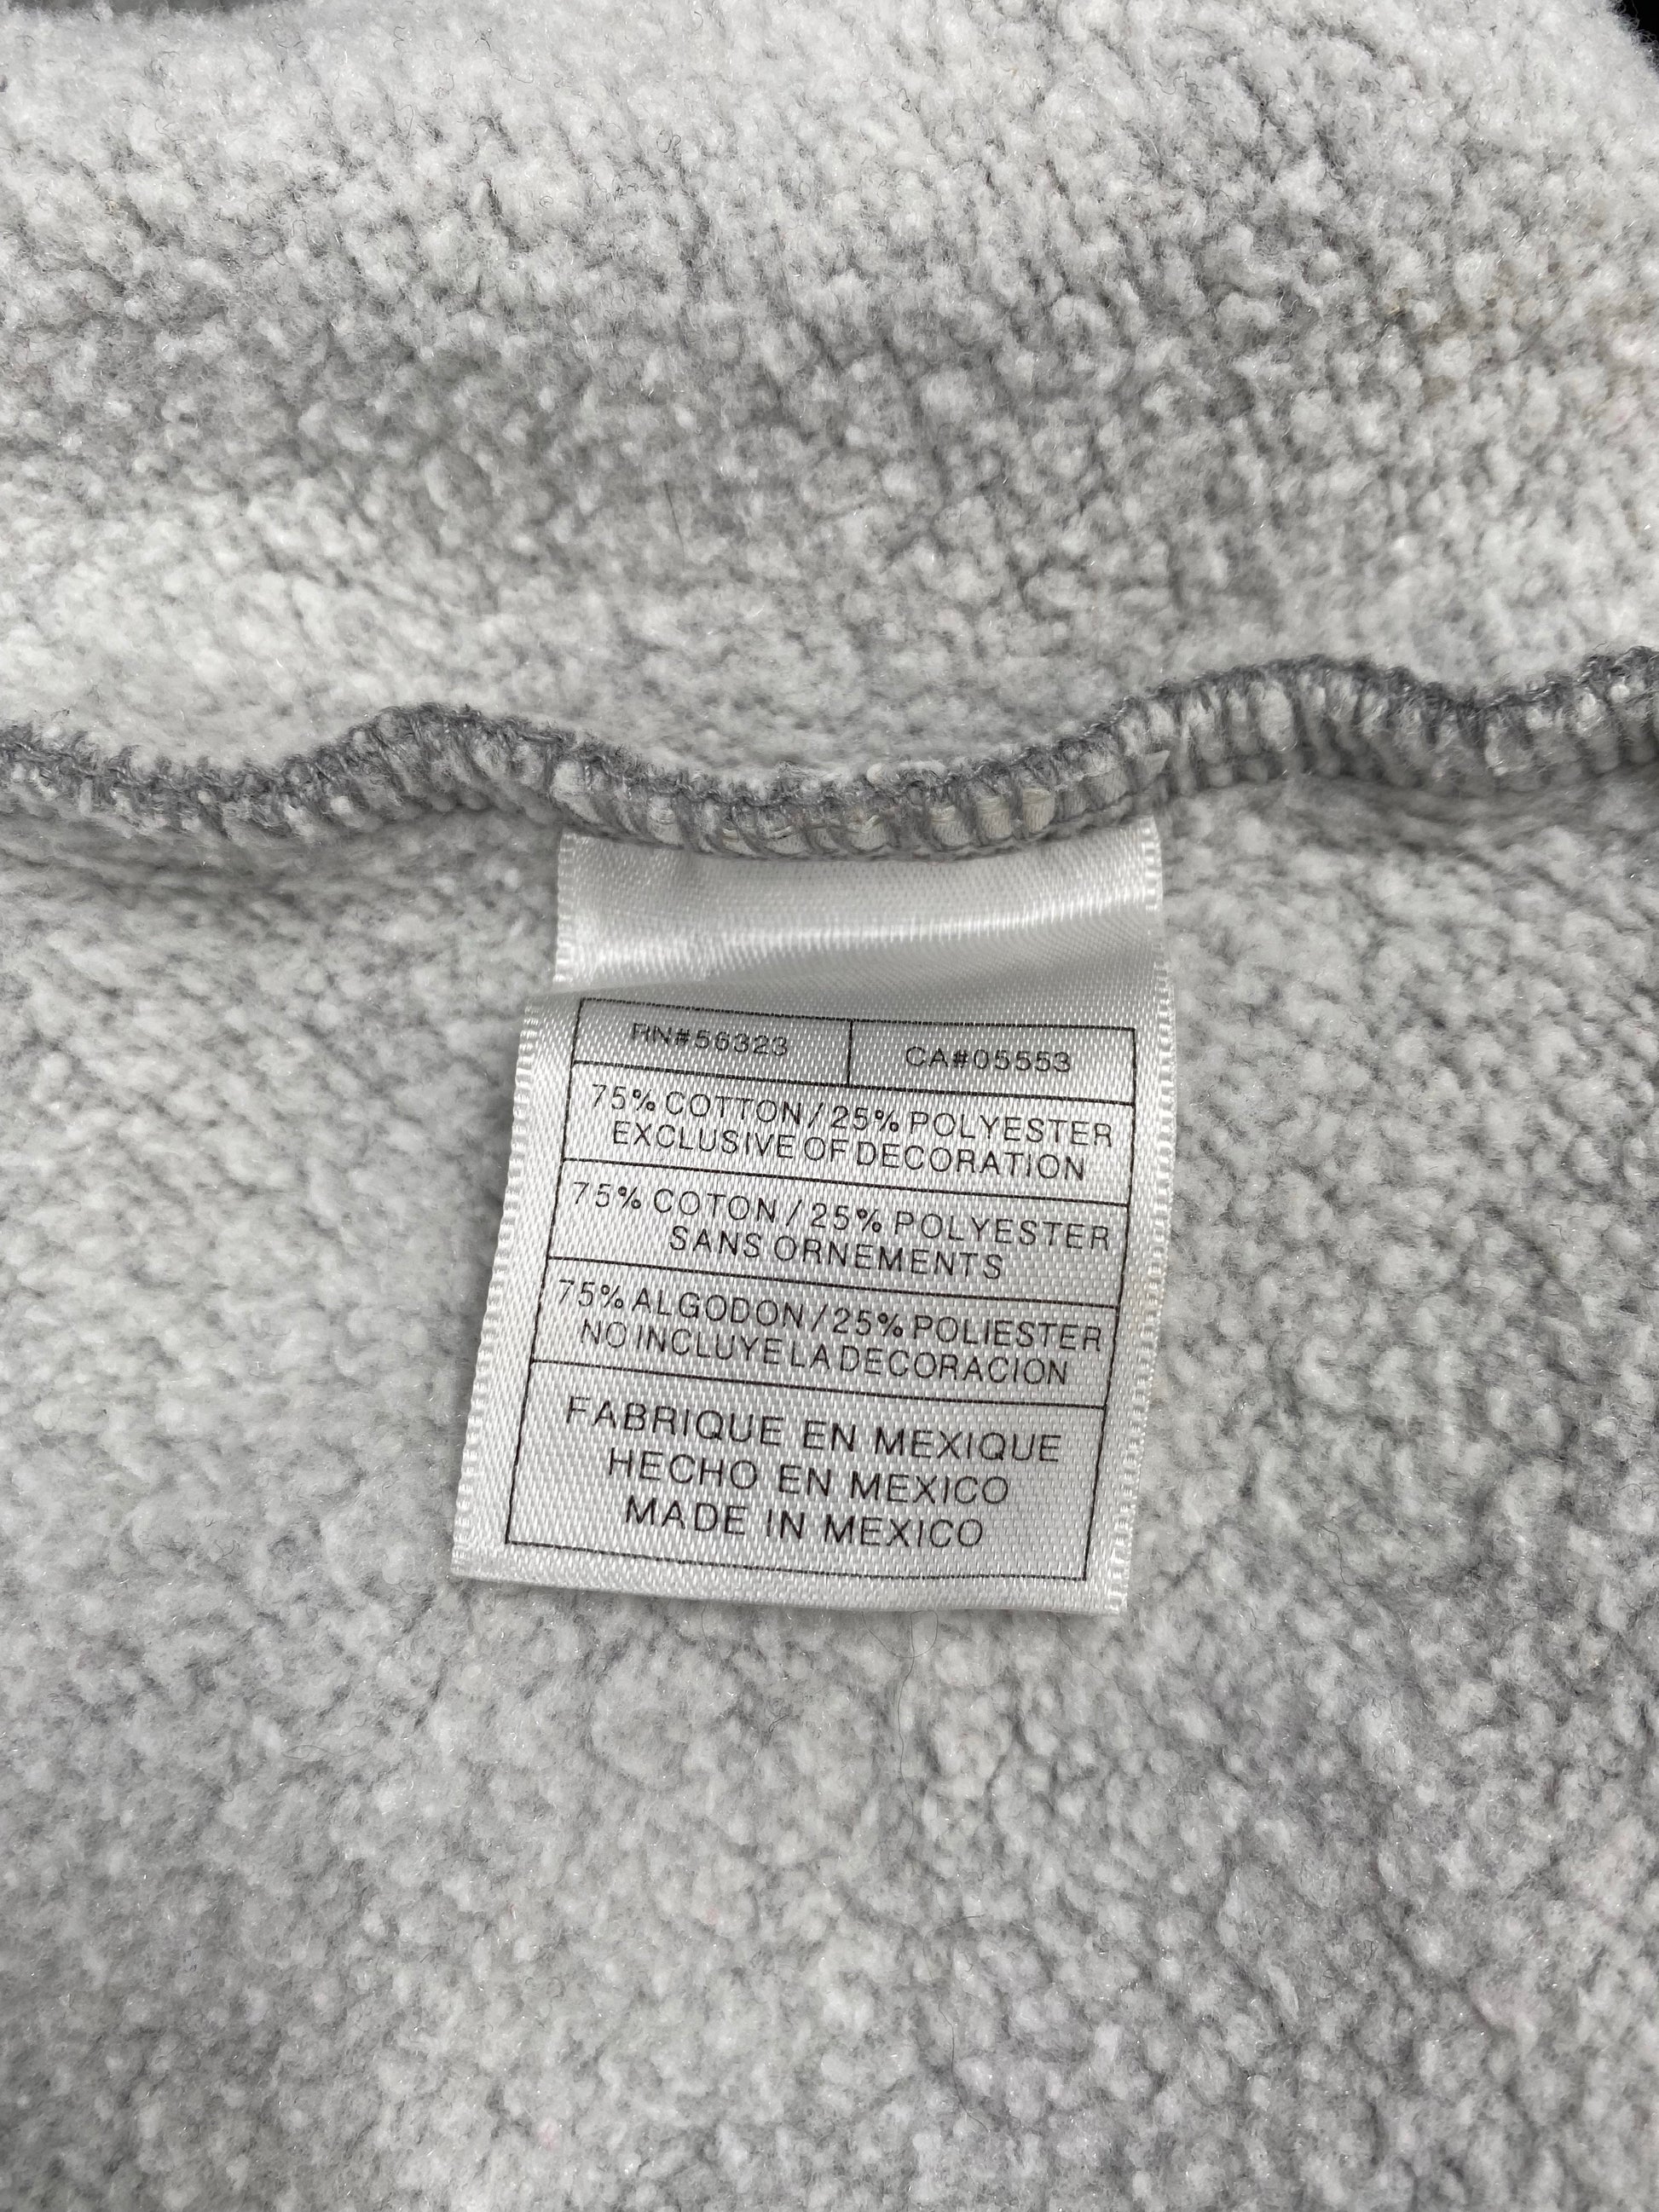 RN#56323 CA#05553
75% COTTON / 25% POLYESTER
EXCLUSIVE OF DECORATION
75% COTON / 25% POLYESTER
SANS ORNEMENTS
75% ALGODON / 25% POLIESTER
NO INCLUYE LA DECORACION
FABRIQUE EN MEXIQUE
HECHO EN MEXICO
MADE IN MEXICO